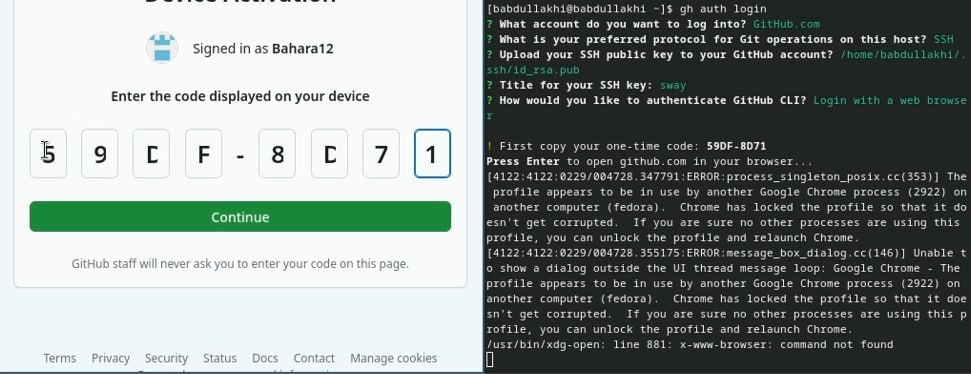 Device Activation
Signed in as Bahara12
Enter the code displayed on your device
5 9 D F - 8 D 7 1
Continue
GitHub staff will never ask you to enter your code on this page.
Terms Privacy Security Status Docs Contact Manage cookies
[babdullakhi@babdullakhi ~]$ gh auth login
? What account do you want to log into? GitHub.com
? What is your preferred protocol for Git operations on this host? SSH
? Upload your SSH public key to your GitHub account? /home/babdullakhi/.
ssh/id_rsa.pub
? Title for your SSH key: sway
? How would you like to authenticate GitHub CLI? Login with a web browse
r
! First copy your one-time code: 59DF-8D71
Press Enter to open github.com in your browser...
[4122:4122:0229/004728.347791:ERROR:process_singleton_posix.cc(353)] The
profile appears to be in use by another Google Chrome process (2922) on
another computer (fedora).  Chrome has locked the profile so that it do
esn't get corrupted.  If you are sure no other processes are using this
profile, you can unlock the profile and relaunch Chrome.
[4122:4122:0229/004728.355175:ERROR:message_box_dialog.cc(146)] Unable t
o show a dialog outside the UI thread message loop: Google Chrome - The
profile appears to be in use by another Google Chrome process (2922) on
another computer (fedora).  Chrome has locked the profile so that it doe
sn't get corrupted.  If you are sure no other processes are using this p
rofile, you can unlock the profile and relaunch Chrome.
/usr/bin/xdg-open: line 881: x-www-browser: command not found